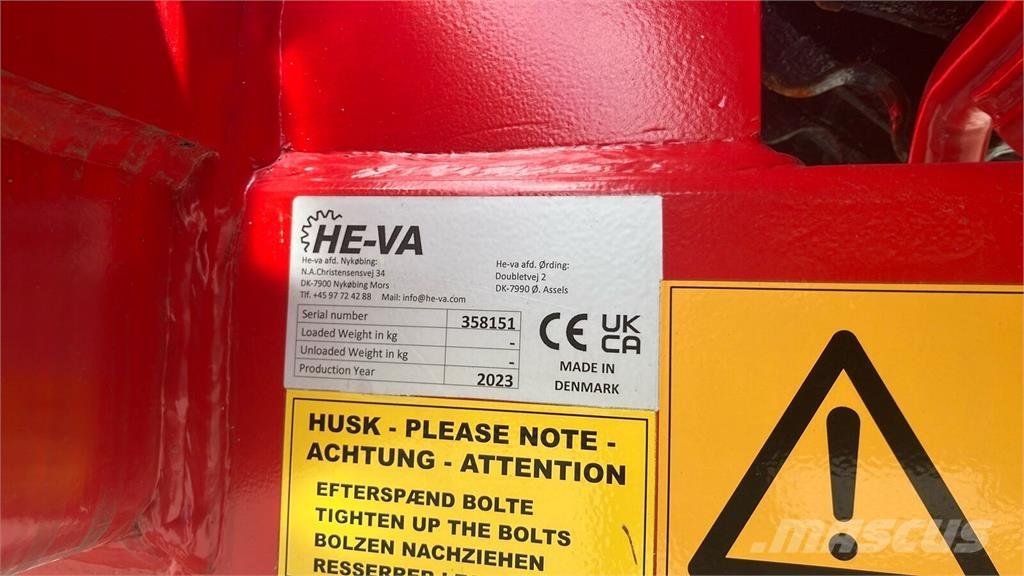 HE-VA
He-va afd. Nykøbing:
N.A.Christensensvej 34
DK-7900 Nykøbing Mors
Tlf. +45 97 72 42 88 Mail: info@he-va.com
He-va afd. Ørding:
Doubletvej 2
DK-7990 Ø. Assels
Serial number 358151
Loaded Weight in kg -
Unloaded Weight in kg -
Production Year 2023
CE UK
CA
MADE IN
DENMARK
HUSK - PLEASE NOTE -
ACHTUNG - ATTENTION
EFTERSPÆND BOLTE
TIGHTEN UP THE BOLTS
BOLZEN NACHZIEHEN
!
mascus